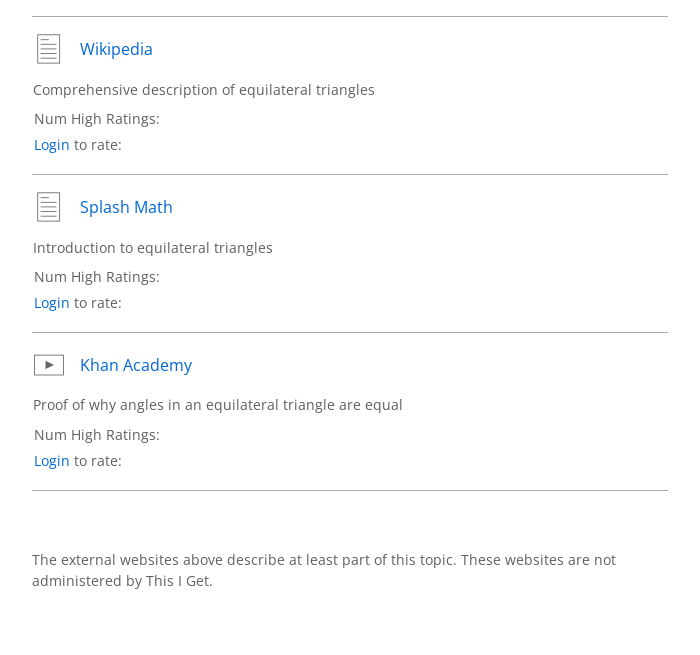 Wikipedia
Comprehensive description of equilateral triangles
Num High Ratings:
Login to rate:
Splash Math
Introduction to equilateral triangles
Num High Ratings:
Login to rate:
Khan Academy
Proof of why angles in an equilateral triangle are equal
Num High Ratings:
Login to rate:
The external websites above describe at least part of this topic. These websites are not
administered by This I Get.